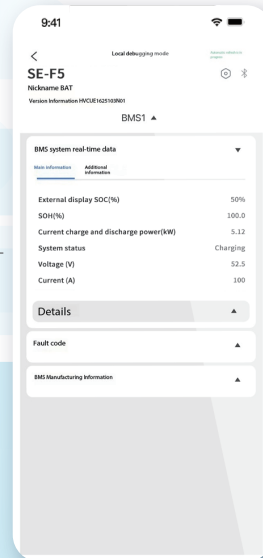 9:41
Local debugging mode
SE-F5
Nickname BAT
Version Information HVCUE1625103N01
BMS1
BMS system real-time data
Main information Additional information
External display SOC(%) 50%
SOH(%) 100.0
Current charge and discharge power(kW) 5.12
System status Charging
Voltage (V) 52.5
Current (A) 100
Details
Fault code
BMS Manufacturing Information